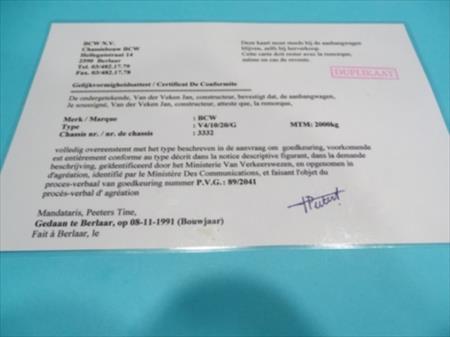 BCW N.V.
Chassisbouw BCW
Heilegatstraat 14
2590 Berlaar
Tel. 03/482.17.79
Fax. 03/482.17.78
Deze kaart moet steeds bij de aanhangwagen
blijven, zelfs bij herverkoop.
Cette carte doit rester avec la remorque,
même en cas de revente.
DUPLIKAAT
Gelijkvormigheidsattest / Certificat De Conformite
De ondergetekende, Van der Veken Jan, constructeur, bevestigt dat, de aanhangwagen,
Je soussigné, Van der Veken Jan, constructeur, atteste que, la remorque,
Merk / Marque : BCW
Type : V4/10/20/G MTM: 2000kg
Chassis nr. / nr. de chassis : 3332
volledig overeenstemt met het type beschreven in de aanvraag om goedkeuring, voorkomende
est entièrement conforme au type décrit dans la notice descriptive figurant, dans la demande
beschrijving, geïdentificeerd door het Ministerie Van Verkeerswezen, en opgenomen in
d'agréation, identifié par le Ministère Des Communications, et faisant l'objet du
proces-verbaal van goedkeuring nummer P.V.G. : 89/2041
procès-verbal d' agréation
Mandataris, Peeters Tine,
Gedaan te Berlaar, op 08-11-1991 (Bouwjaar)
Fait à Berlaar, le